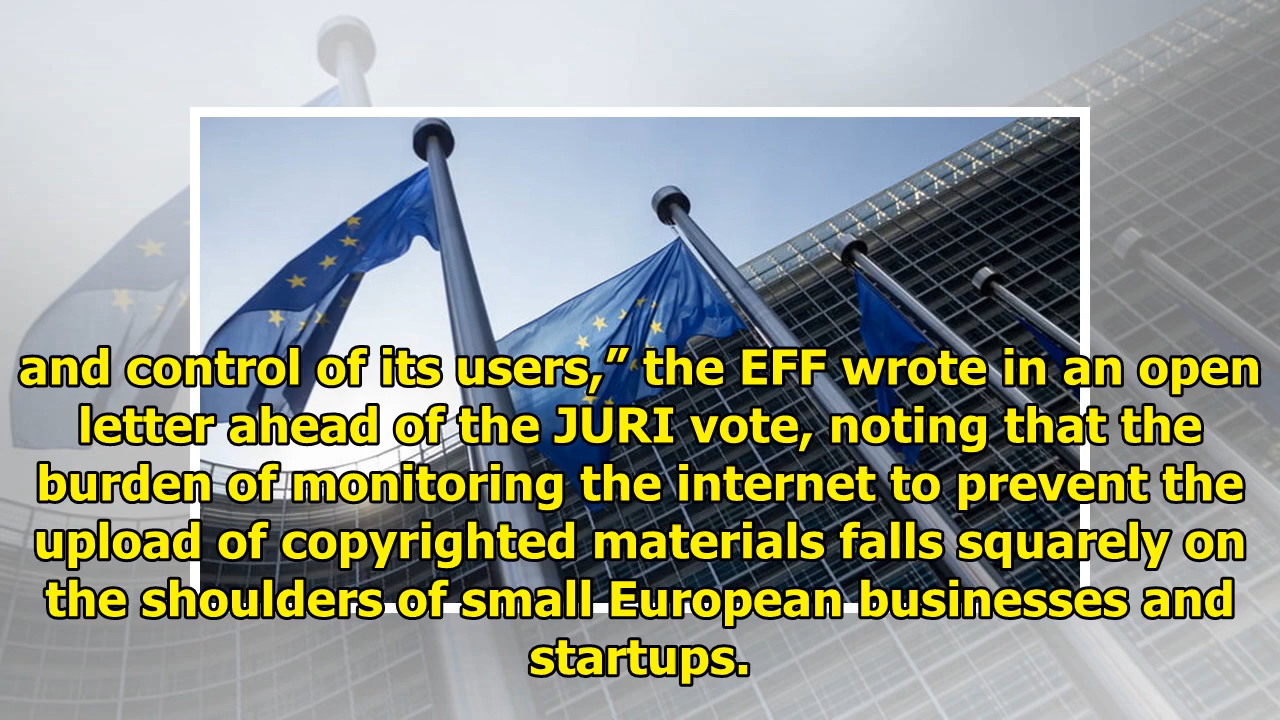 and control of its users,” the EFF wrote in an open
letter ahead of the JURI vote, noting that the
burden of monitoring the internet to prevent the
upload of copyrighted materials falls squarely on
the shoulders of small European businesses and
startups.